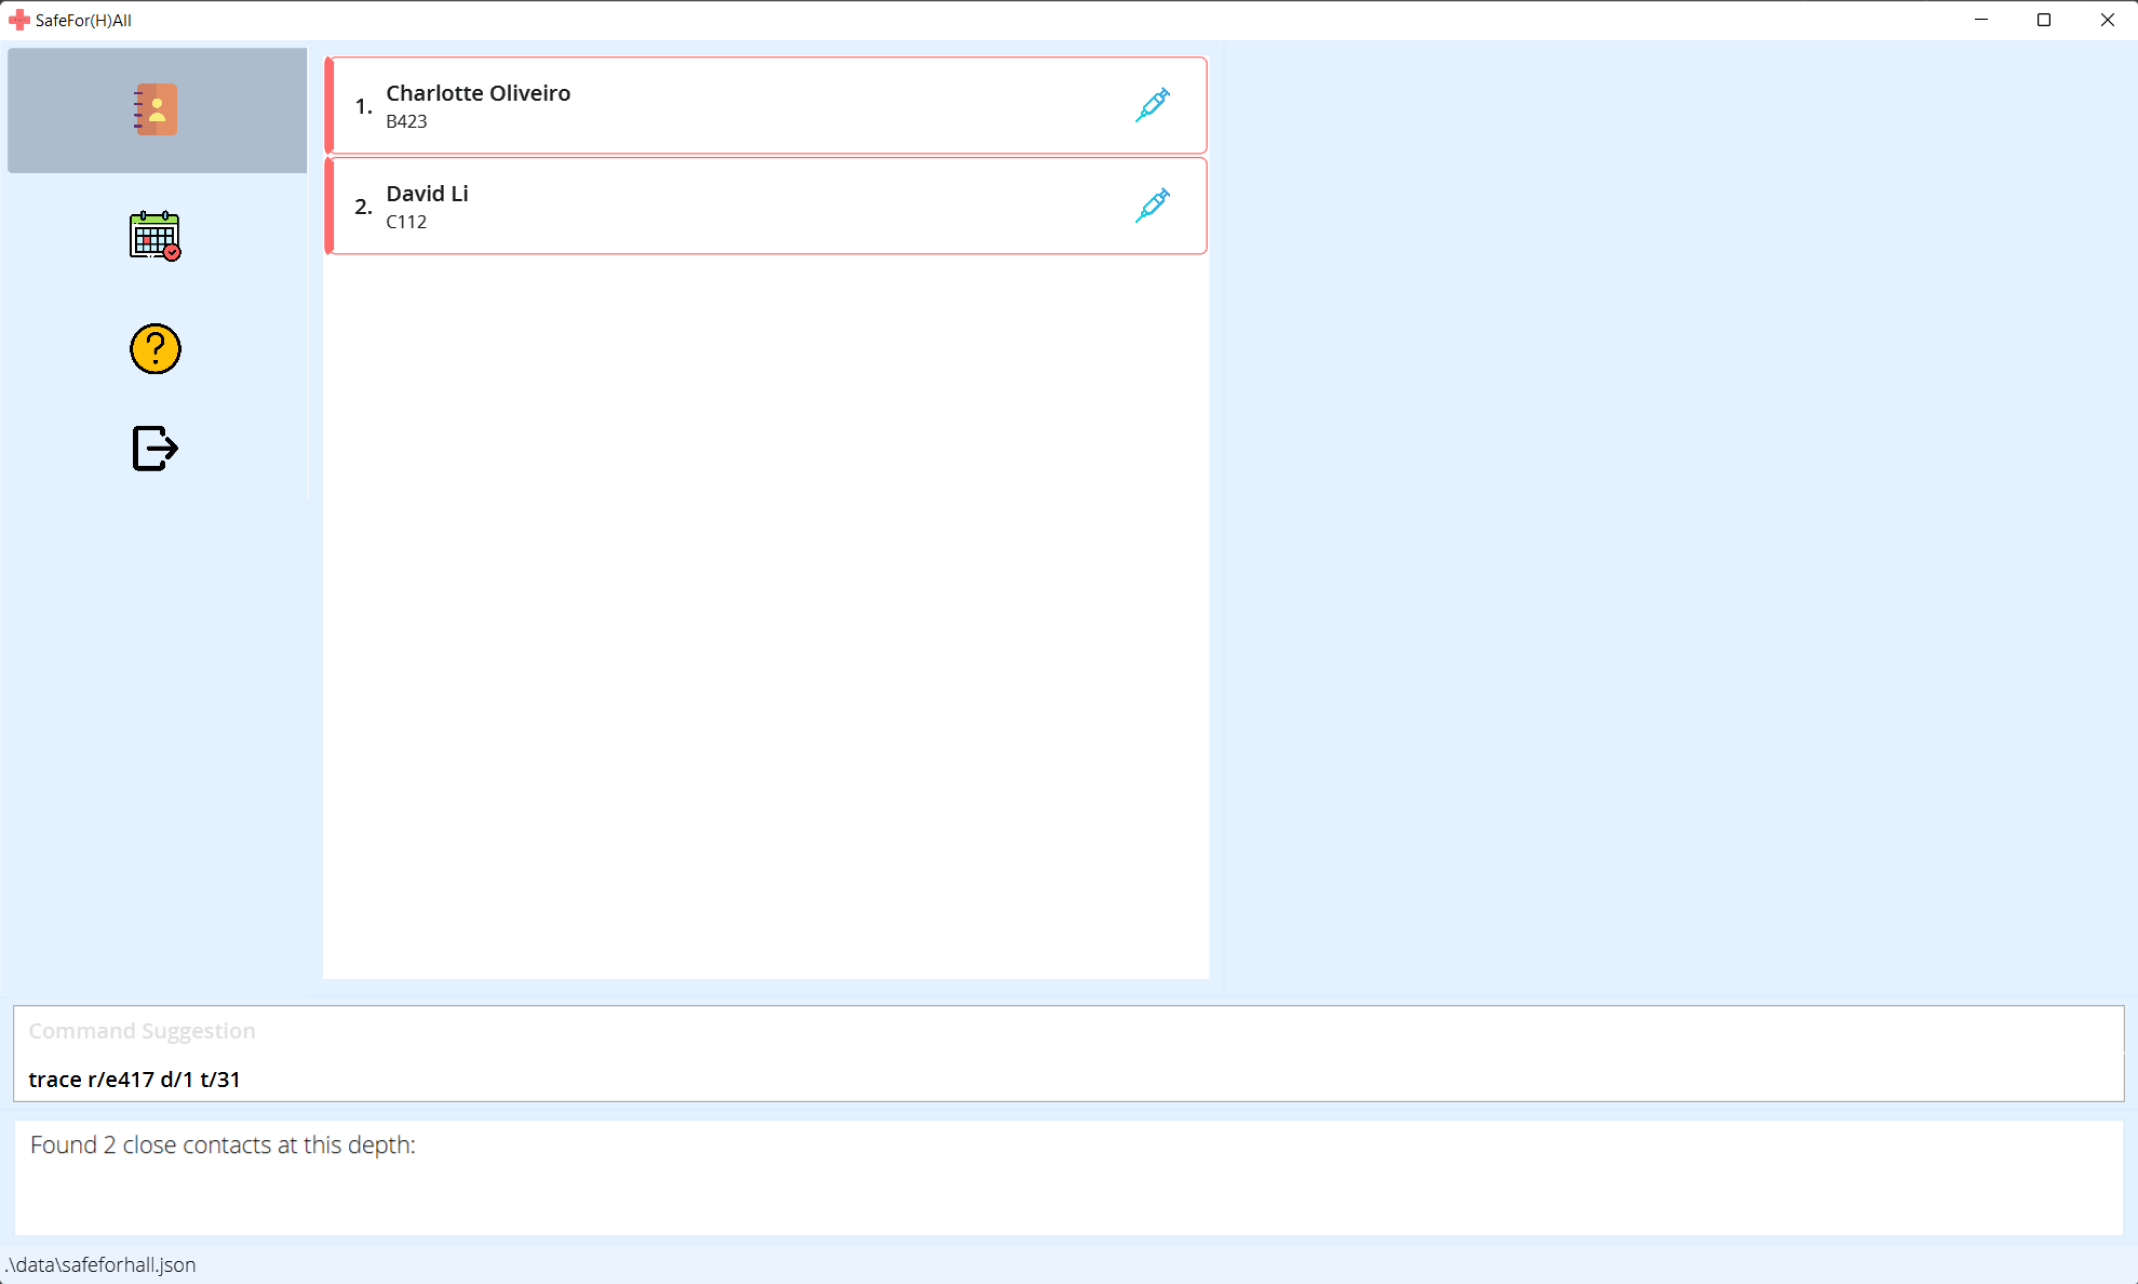 SafeFor(H)All
1. Charlotte Oliveiro
B423
2. David Li
C112
?
Command Suggestion
trace r/e417 d/1 t/31
Found 2 close contacts at this depth:
.\data\safeforhall.json